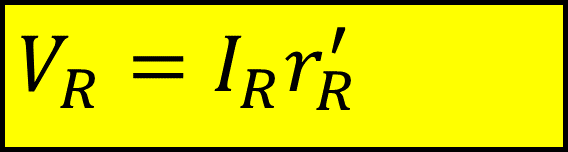 $V_R = I_R r'_R$